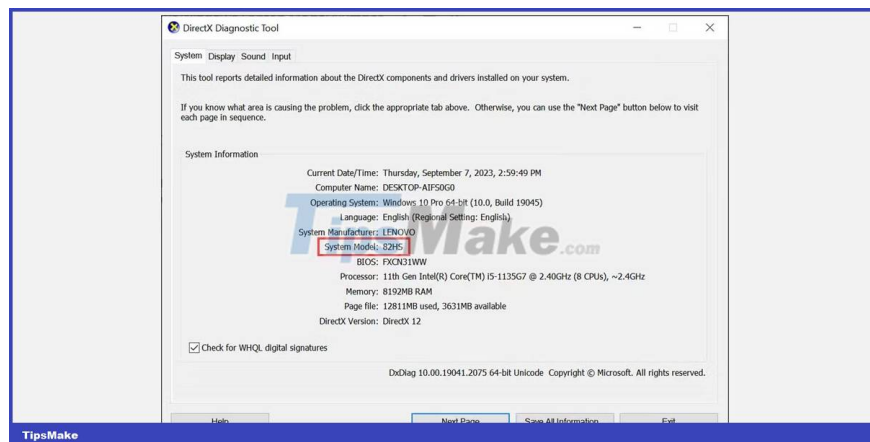 DirectX Diagnostic Tool
System Display Sound Input
This tool reports detailed information about the DirectX components and drivers installed on your system.
If you know what area is causing the problem, click the appropriate tab above. Otherwise, you can use the "Next Page" button below to visit
each page in sequence.
System Information
Current Date/Time: Thursday, September 7, 2023, 2:59:49 PM
Computer Name: DESKTOP-AIFS0G0
Operating System: Windows 10 Pro 64-bit (10.0, Build 19045)
Language: English (Regional Setting: English)
System Manufacturer: LENOVO
System Model: 82HS
BIOS: FXCN31WW
Processor: 11th Gen Intel(R) Core(TM) i5-1135G7 @ 2.40GHz (8 CPUs), ~2.4GHz
Memory: 8192MB RAM
Page file: 12811MB used, 3631MB available
DirectX Version: DirectX 12
TipsMake.com
Check for WHQL digital signatures
DxDiag 10.00.19041.2075 64-bit Unicode Copyright © Microsoft. All rights reserved.
Help Next Page Save All Information Exit
TipsMake